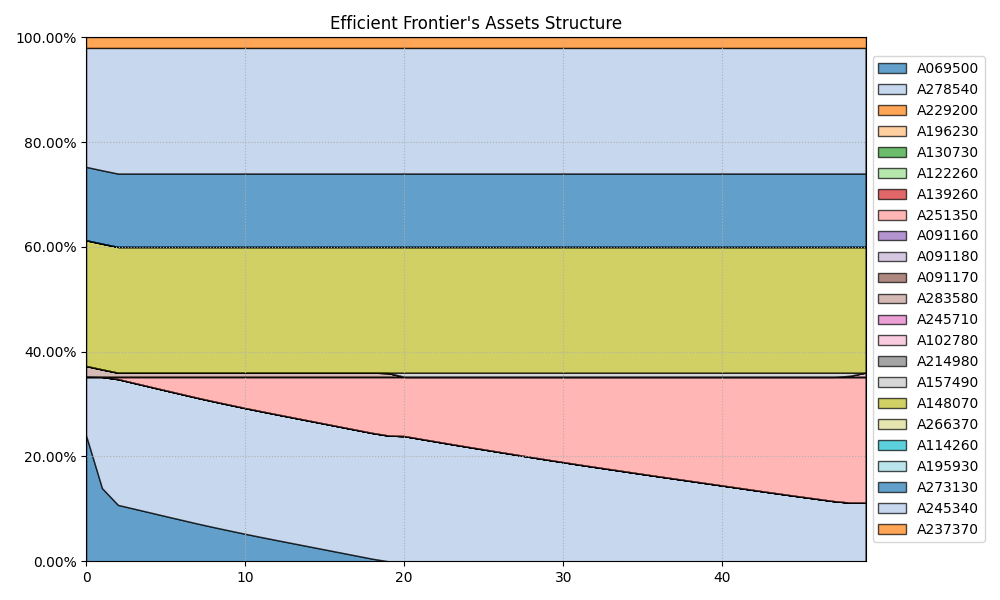 Efficient Frontier's Assets Structure
100.00%
80.00%
60.00%
40.00%
20.00%
0.00%
0
10
20
30
40
A069500
A278540
A229200
A196230
A130730
A122260
A139260
A251350
A091160
A091180
A091170
A283580
A245710
A102780
A214980
A157490
A148070
A266370
A114260
A195930
A273130
A245340
A237370